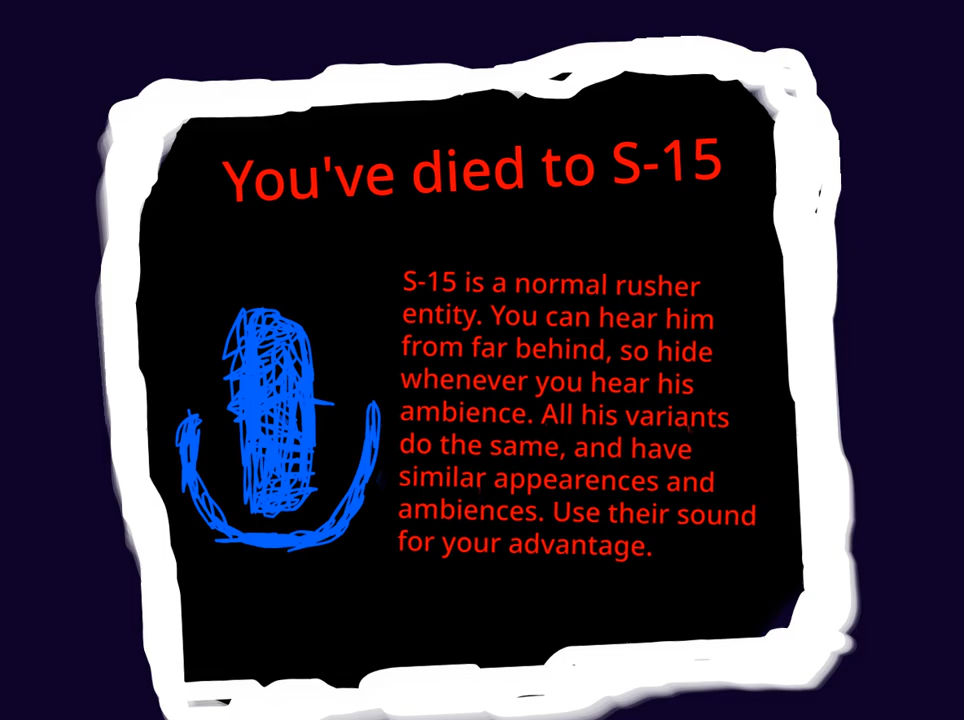 You've died to S-15
S-15 is a normal rusher
entity. You can hear him
from far behind, so hide
whenever you hear his
ambience. All his variants
do the same, and have
similar appearences and
ambiences. Use their sound
for your advantage.